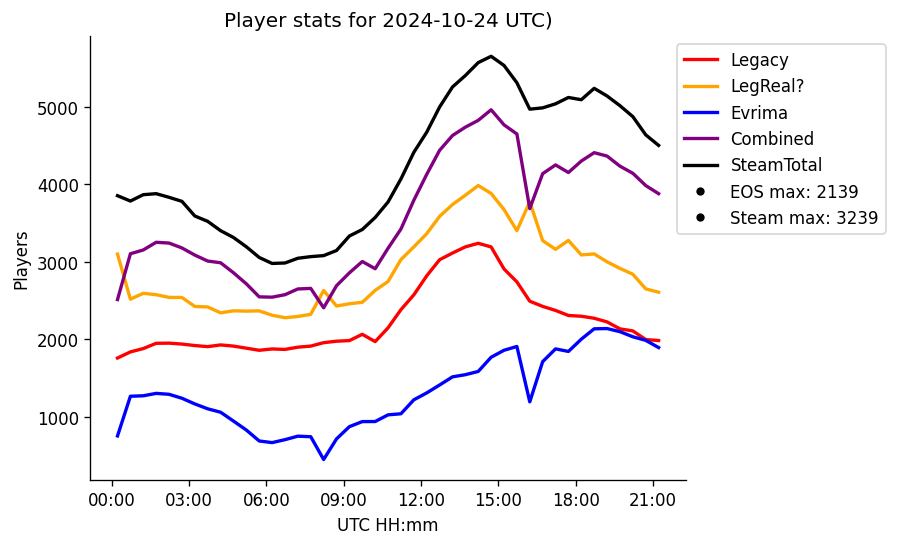 Player stats for 2024-10-24 UTC)
Legacy
LegReal?
Evrima
Combined
SteamTotal
EOS max: 2139
Steam max: 3239
Players
5000
4000
3000
2000
1000
00:00 03:00 06:00 09:00 12:00 15:00 18:00 21:00
UTC HH:mm